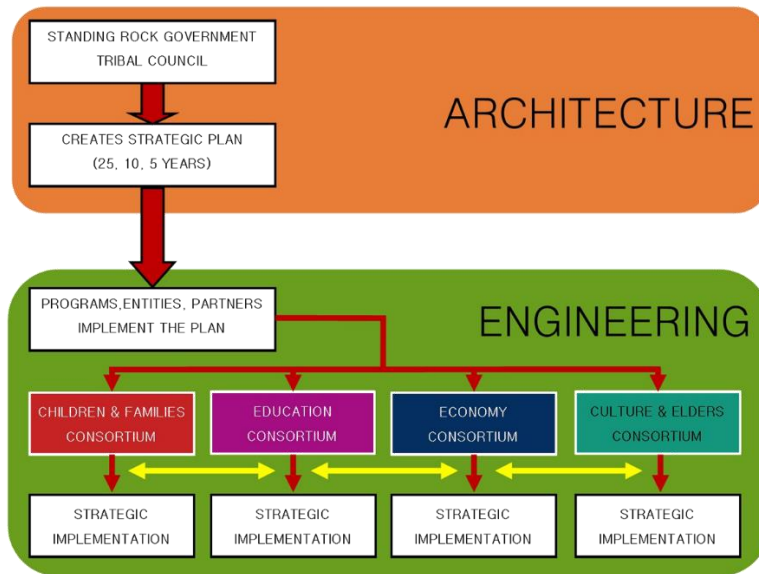 STANDING ROCK GOVERNMENT
TRIBAL COUNCIL
ARCHITECTURE
CREATES STRATEGIC PLAN
(25, 10, 5 YEARS)
PROGRAMS,ENTITIES, PARTNERS
IMPLEMENT THE PLAN
ENGINEERING
CHILDREN & FAMILIES
CONSORTIUM
EDUCATION
CONSORTIUM
ECONOMY
CONSORTIUM
CULTURE & ELDERS
CONSORTIUM
STRATEGIC
IMPLEMENTATION
STRATEGIC
IMPLEMENTATION
STRATEGIC
IMPLEMENTATION
STRATEGIC
IMPLEMENTATION